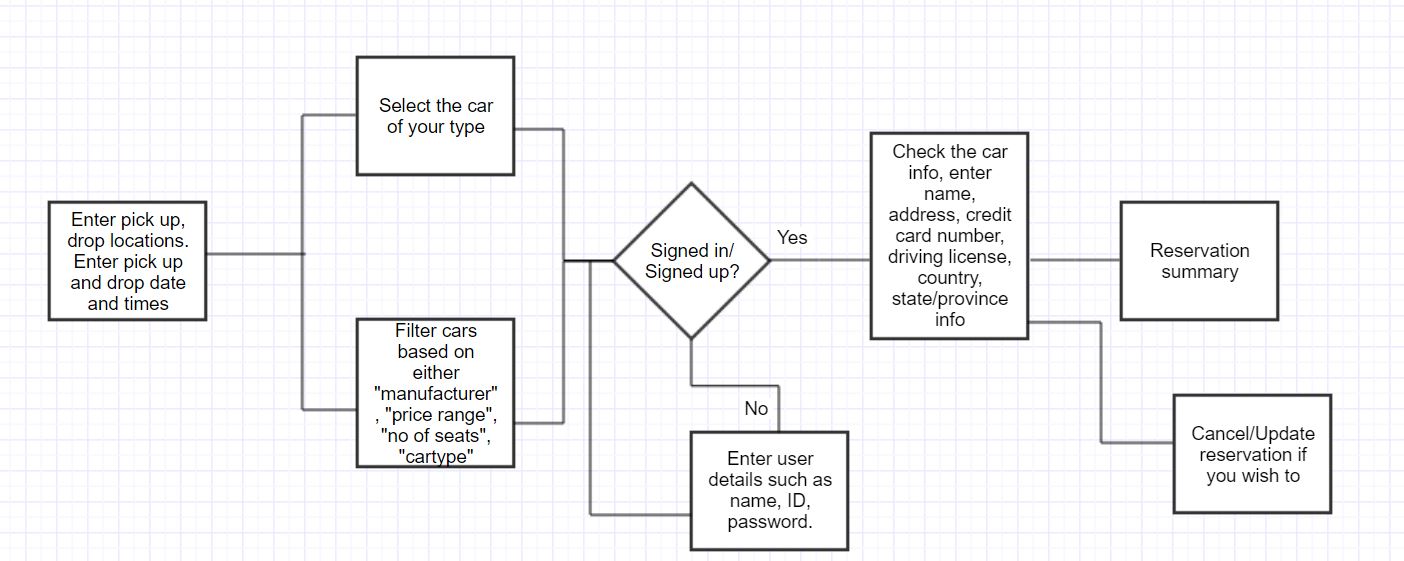 Enter pick up,
drop locations.
Enter pick up
and drop date
and times
Select the car
of your type
Filter cars
based on
either
"manufacturer"
, "price range",
"no of seats",
"cartype"
Signed in/
Signed up?
Yes
No
Enter user
details such as
name, ID,
password.
Check the car
info, enter
name,
address, credit
card number,
driving license,
country,
state/province
info
Reservation
summary
Cancel/Update
reservation if
you wish to